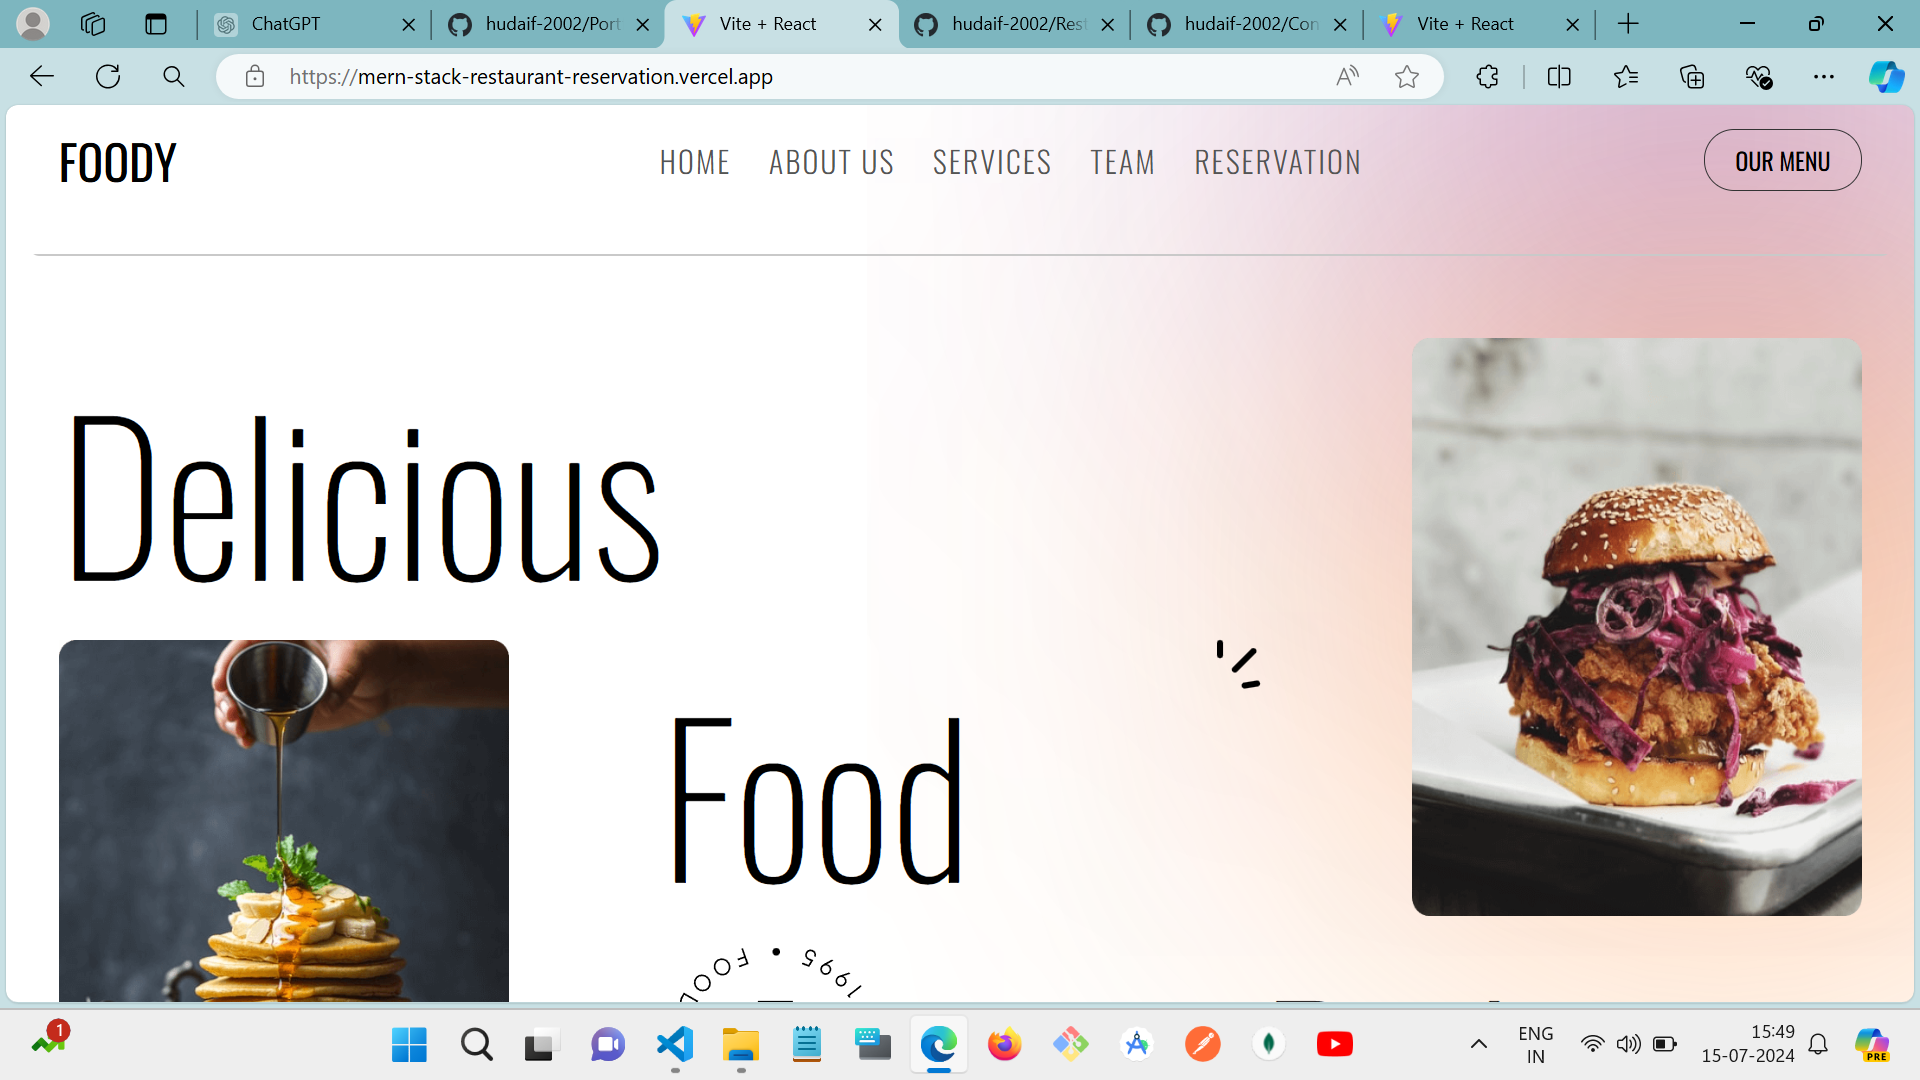 ChatGPT
hudaif-2002/Port
Vite + React
hudaif-2002/Rest
hudaif-2002/Con
Vite + React
https://mern-stack-restaurant-reservation.vercel.app
FOODY
HOME
ABOUT US
SERVICES
TEAM
RESERVATION
OUR MENU
Delicious
Food
1995 • FOOD
1
ENG
IN
15:49
15-07-2024
PRE